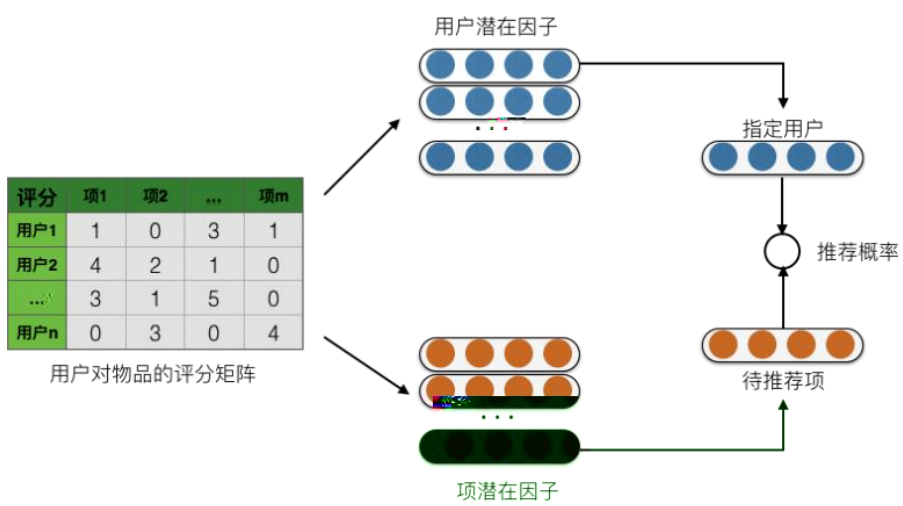 用户潜在因子
...
指定用户
评分 项1 项2 ... 项m
用户1 1 0 3 1
用户2 4 2 1 0
... 3 1 5 0
用户n 0 3 0 4
用户对物品的评分矩阵
推荐概率
待推荐项
...
项潜在因子